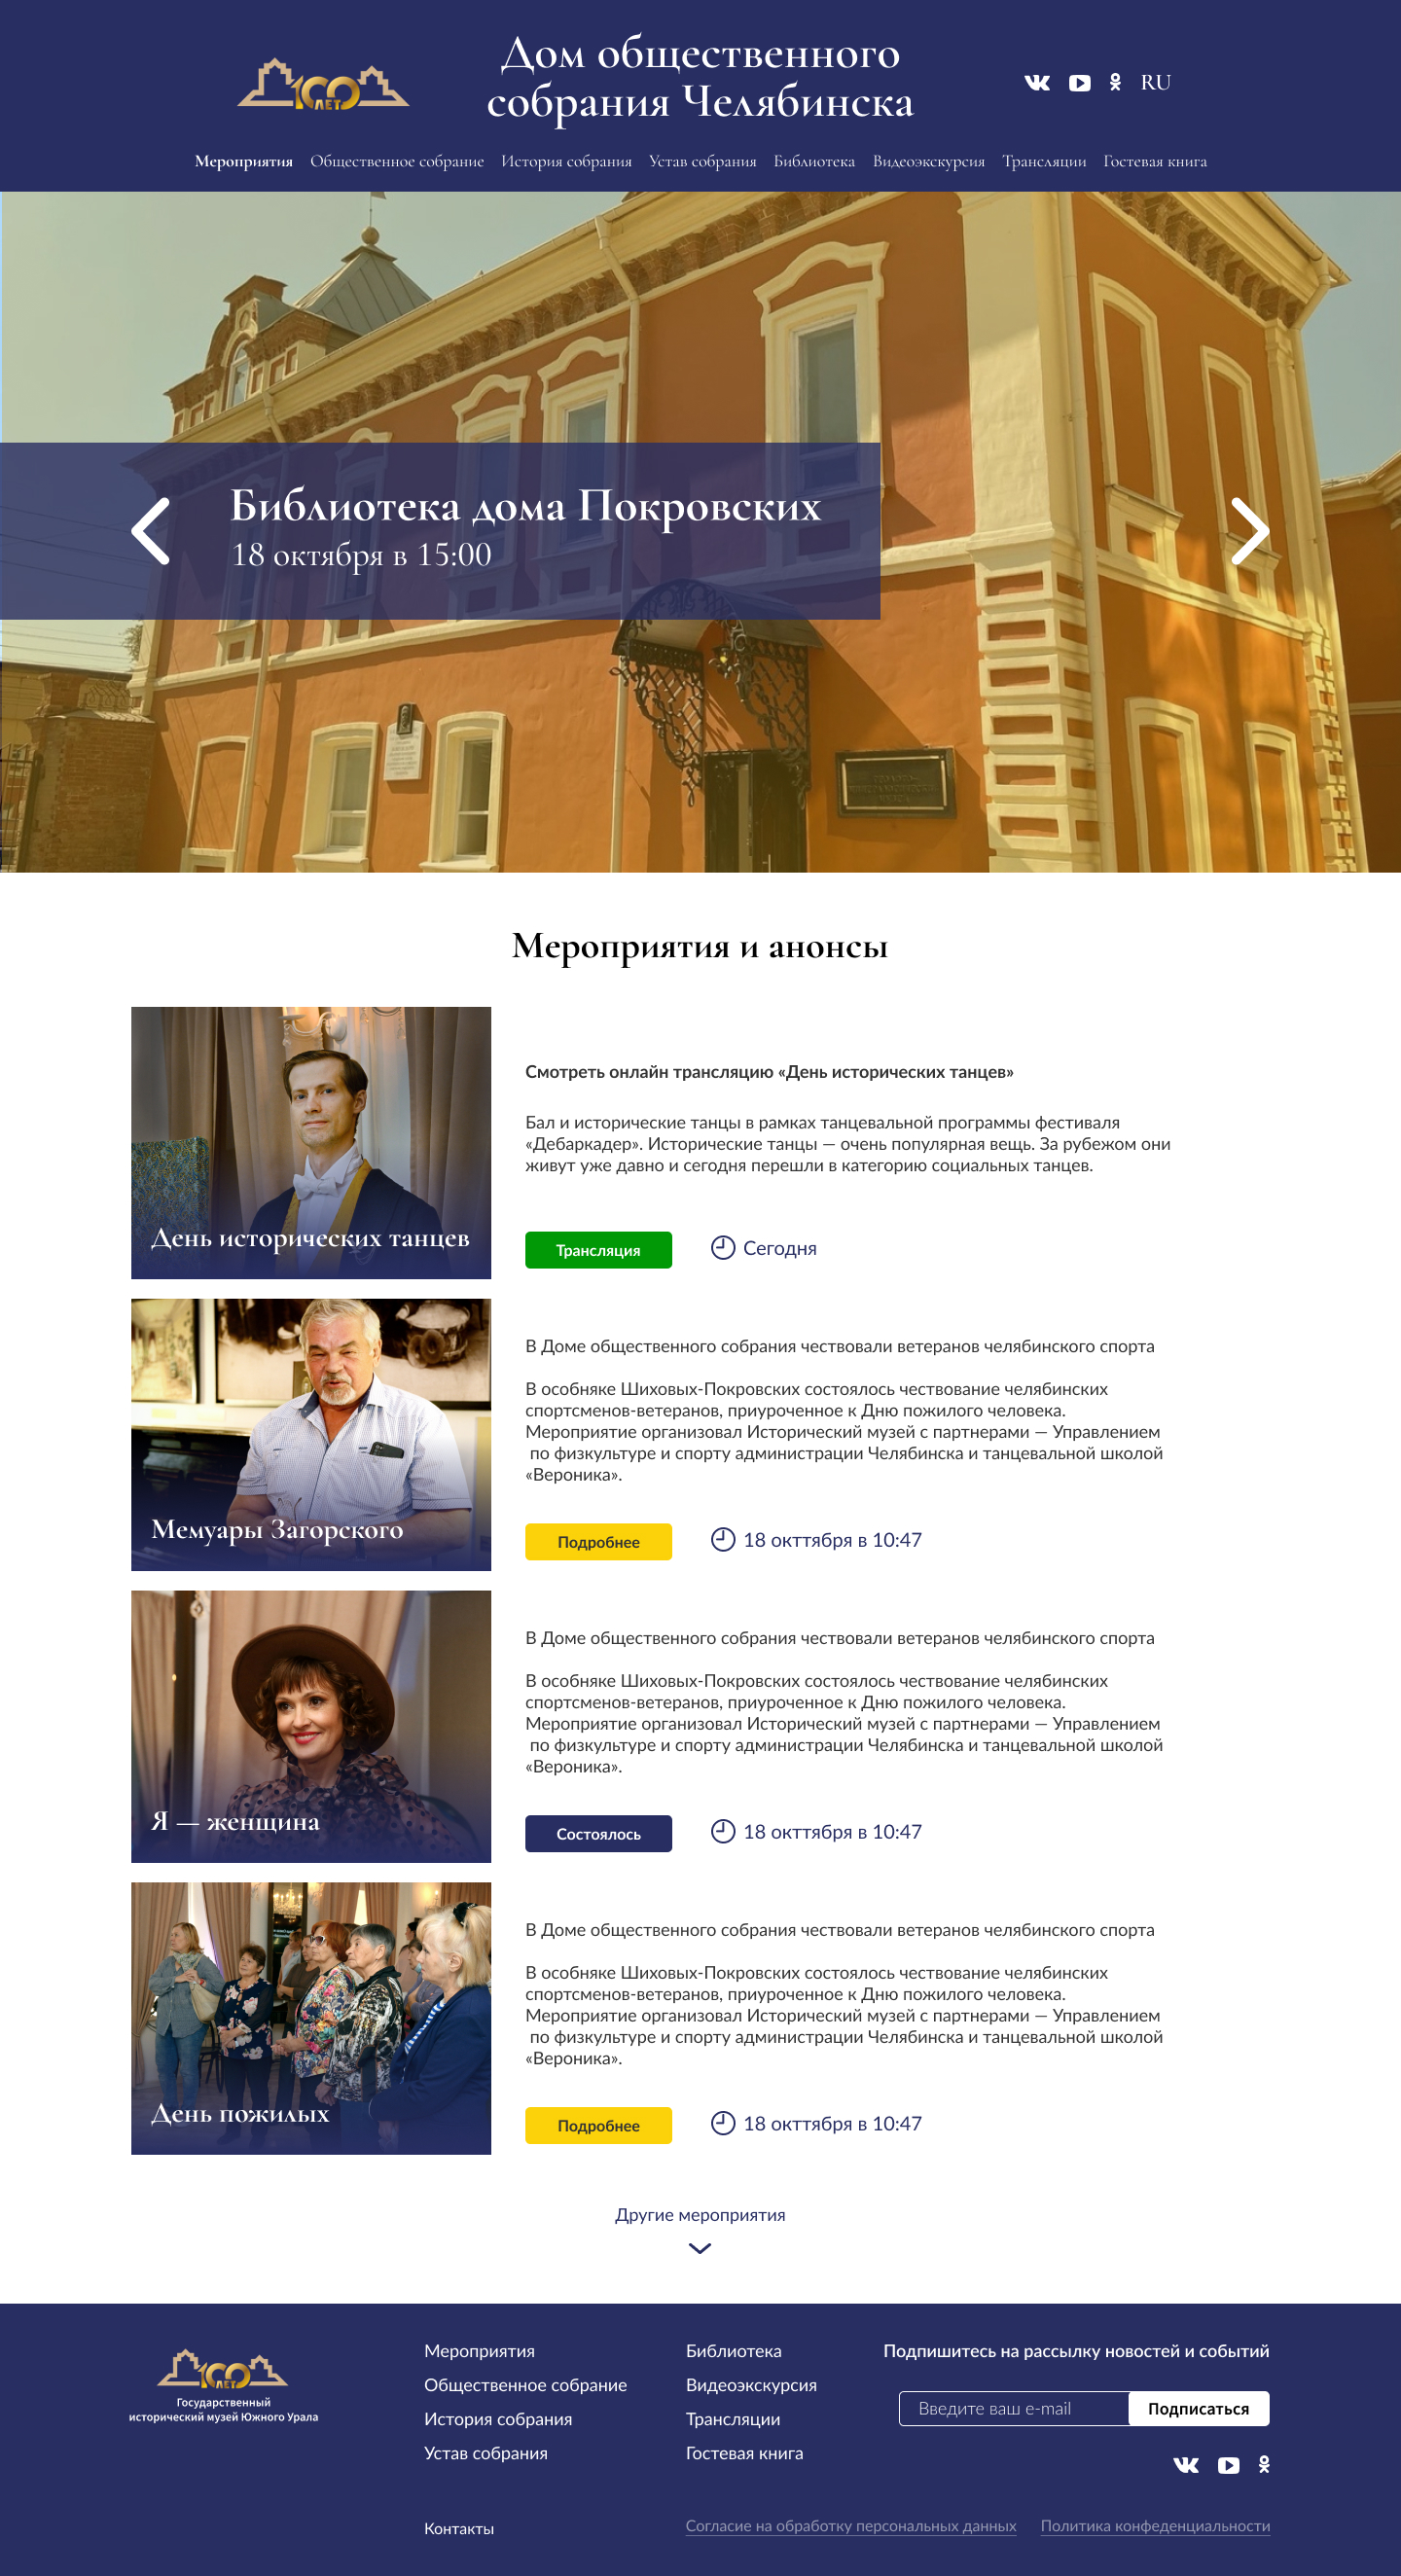 100 ЛЕТ
Дом общественного
собрания Челябинска
RU
Мероприятия Общественное собрание История собрания Устав собрания Библиотека Видеоэкскурсия Трансляции Гостевая книга
Библиотека дома Покровских
18 октября в 15:00
Мероприятия и анонсы
День исторических танцев
Смотреть онлайн трансляцию «День исторических танцев»
Бал и исторические танцы в рамках танцевальной программы фестиваля
«Дебаркадер». Исторические танцы — очень популярная вещь. За рубежом они
живут уже давно и сегодня перешли в категорию социальных танцев.
Трансляция
Сегодня
Мемуары Загорского
В Доме общественного собрания чествовали ветеранов челябинского спорта
В особняке Шиховых-Покровских состоялось чествование челябинских
спортсменов-ветеранов, приуроченное к Дню пожилого человека.
Мероприятие организовал Исторический музей с партнерами — Управлением
по физкультуре и спорту администрации Челябинска и танцевальной школой
«Вероника».
Подробнее
18 окттября в 10:47
Я — женщина
В Доме общественного собрания чествовали ветеранов челябинского спорта
В особняке Шиховых-Покровских состоялось чествование челябинских
спортсменов-ветеранов, приуроченное к Дню пожилого человека.
Мероприятие организовал Исторический музей с партнерами — Управлением
по физкультуре и спорту администрации Челябинска и танцевальной школой
«Вероника».
Состоялось
18 окттября в 10:47
День пожилых
В Доме общественного собрания чествовали ветеранов челябинского спорта
В особняке Шиховых-Покровских состоялось чествование челябинских
спортсменов-ветеранов, приуроченное к Дню пожилого человека.
Мероприятие организовал Исторический музей с партнерами — Управлением
по физкультуре и спорту администрации Челябинска и танцевальной школой
«Вероника».
Подробнее
18 окттября в 10:47
Другие мероприятия
100 ЛЕТ
Государственный
исторический музей Южного Урала
Мероприятия
Общественное собрание
История собрания
Устав собрания
Контакты
Библиотека
Видеоэкскурсия
Трансляции
Гостевая книга
Подпишитесь на рассылку новостей и событий
Введите ваш e-mail
Подписаться
Согласие на обработку персональных данных
Политика конфеденциальности